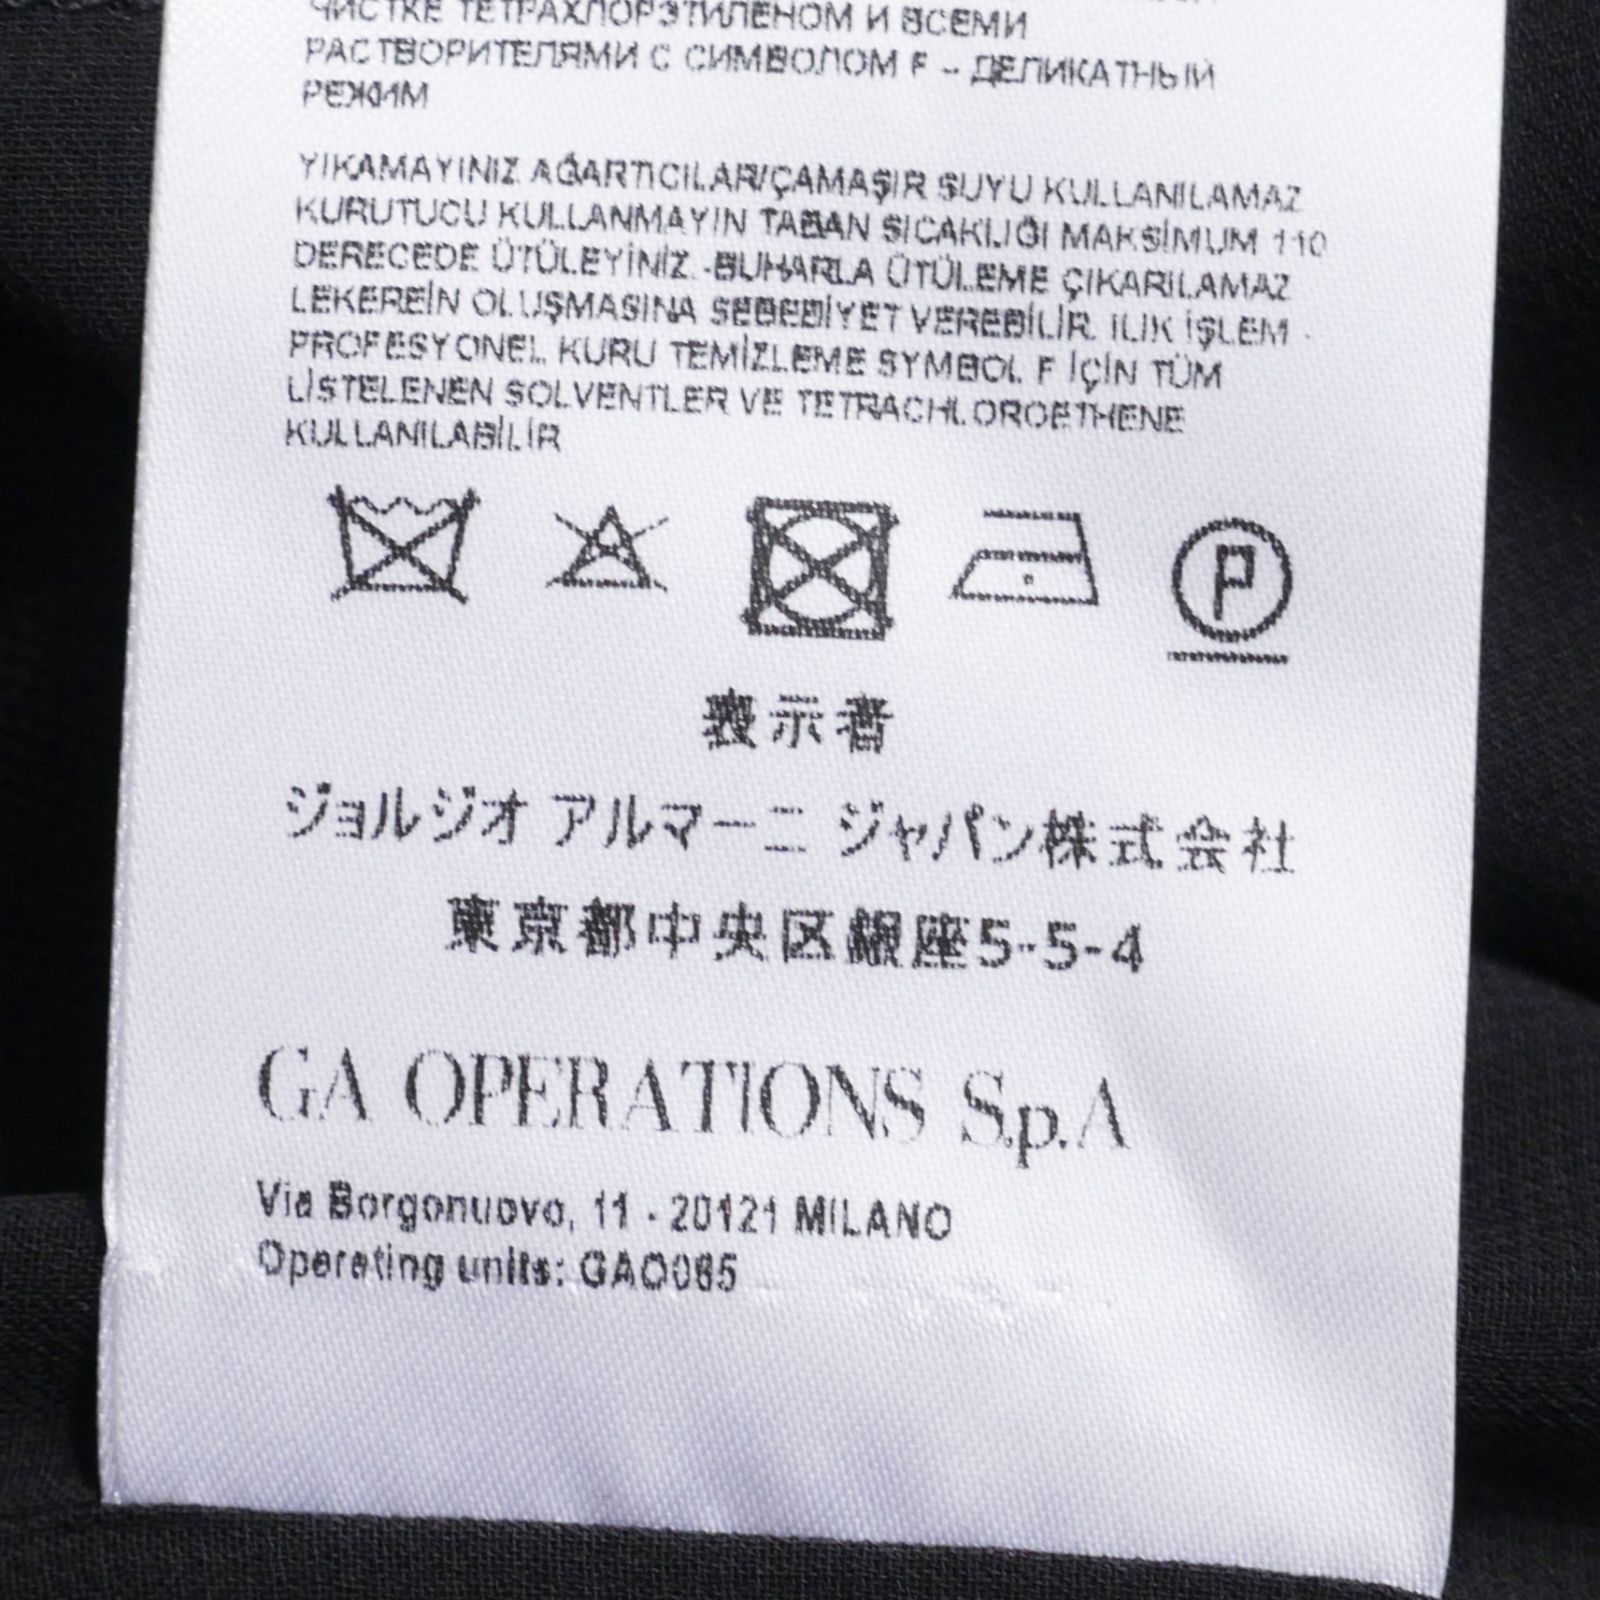 ЧИСТКЕ ТЕТРАХЛОРЭТИЛЕНОМ И ВСЕМИ
РАСТВОРИТЕЛЯМИ С СИМВОЛОМ F - ДЕЛИКАТНЫЙ
РЕЖИМ
YIKAMAYINIZ AĞARTICILAR/ÇAMAŞIR SUYU KULLANILAMAZ
KURUTUCU KULLANMAYIN TABAN SICAKLIĞI MAKSİMUM 110
DERECEDE ÜTÜLEYİNİZ -BUHARLA ÜTÜLEME ÇIKARILAMAZ
LEKEREİN OLUŞMASINA SEBEBİYET VEREBİLİR. ILIK İŞLEM -
PROFESYONEL KURU TEMİZLEME SYMBOL F İÇİN TÜM
LİSTELENEN SOLVENTLER VE TETRACHLOROETHENE
KULLANILABİLİR
P
表示者
ジョルジオ アルマーニ ジャパン株式会社
東京都中央区銀座5-5-4
GA OPERATIONS S.p.A
Via Borgonuovo, 11 - 20121 MILANO
Operating units: GAO065